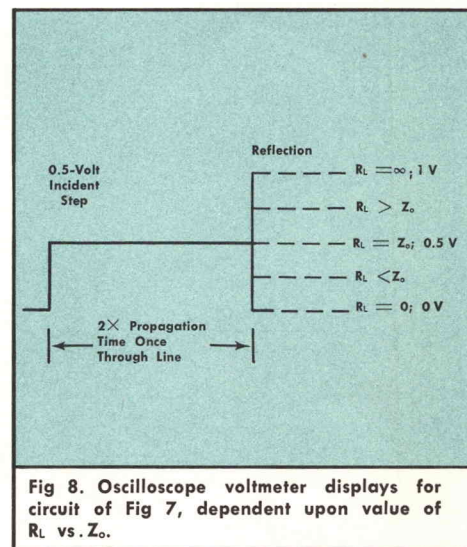 0.5-Volt
Incident
Step
Reflection
RL = ∞; 1 V
RL > Zo
RL = Zo; 0.5 V
RL < Zo
RL = 0; 0 V
2× Propagation
Time Once
Through Line
Fig 8. Oscilloscope voltmeter displays for
circuit of Fig 7, dependent upon value of
RL vs. Zo.